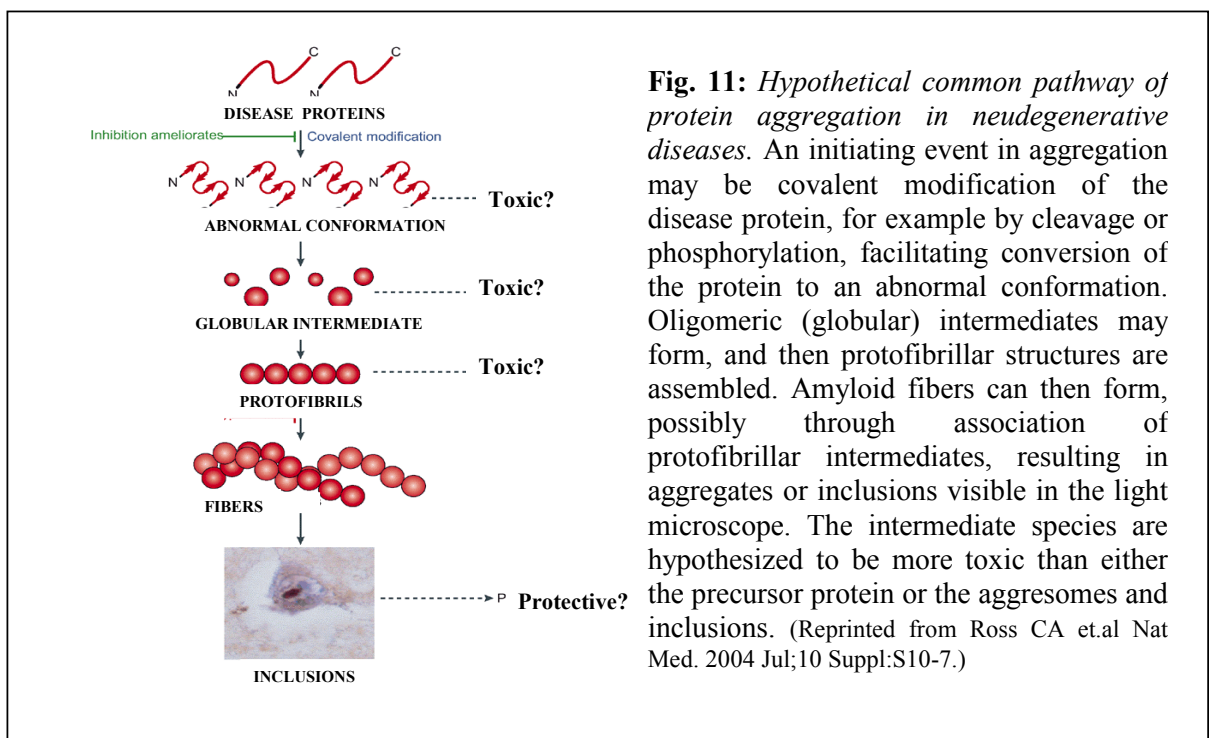 C C
N N
DISEASE PROTEINS
Inhibition ameliorates Covalent modification
N N N N
Toxic?
ABNORMAL CONFORMATION
Toxic?
GLOBULAR INTERMEDIATE
Toxic?
PROTOFIBRILS
FIBERS
P Protective?
INCLUSIONS
Fig. 11: Hypothetical common pathway of
protein aggregation in neudegenerative
diseases. An initiating event in aggregation
may be covalent modification of the
disease protein, for example by cleavage or
phosphorylation, facilitating conversion of
the protein to an abnormal conformation.
Oligomeric (globular) intermediates may
form, and then protofibrillar structures are
assembled. Amyloid fibers can then form,
possibly through association of
protofibrillar intermediates, resulting in
aggregates or inclusions visible in the light
microscope. The intermediate species are
hypothesized to be more toxic than either
the precursor protein or the aggresomes and
inclusions. (Reprinted from Ross CA et.al Nat
Med. 2004 Jul;10 Suppl:S10-7.)